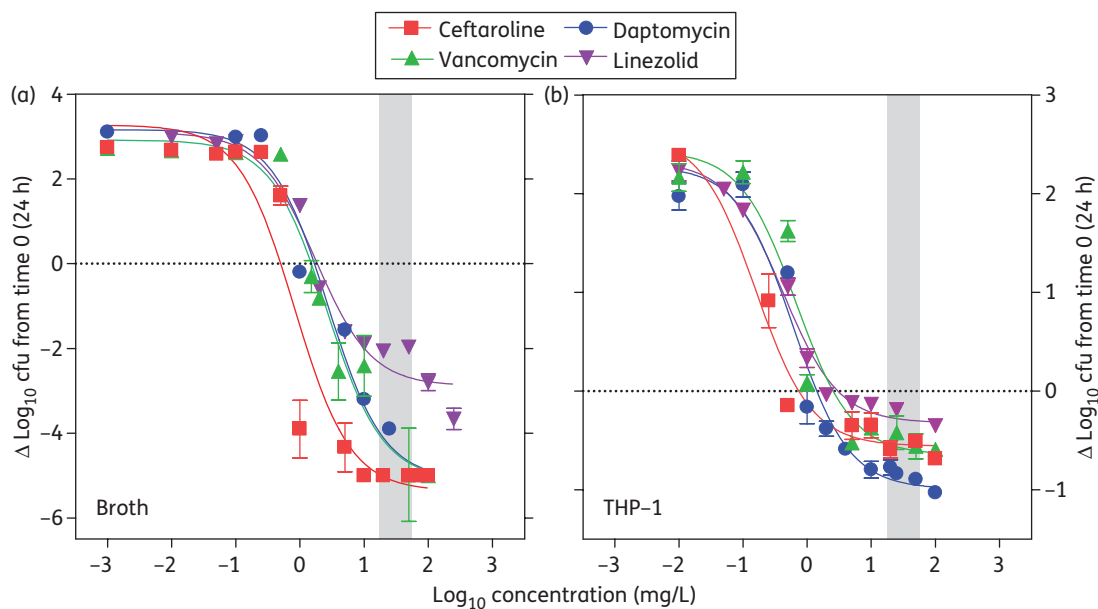 Ceftaroline
Daptomycin
Vancomycin
Linezolid
(a)
4
2
0
−2
−4
−6
Δ Log10 cfu from time 0 (24 h)
Broth
−3 −2 −1 0 1 2 3
(b)
3
2
1
0
−1
Δ Log10 cfu from time 0 (24 h)
THP−1
−3 −2 −1 0 1 2 3
Log10 concentration (mg/L)